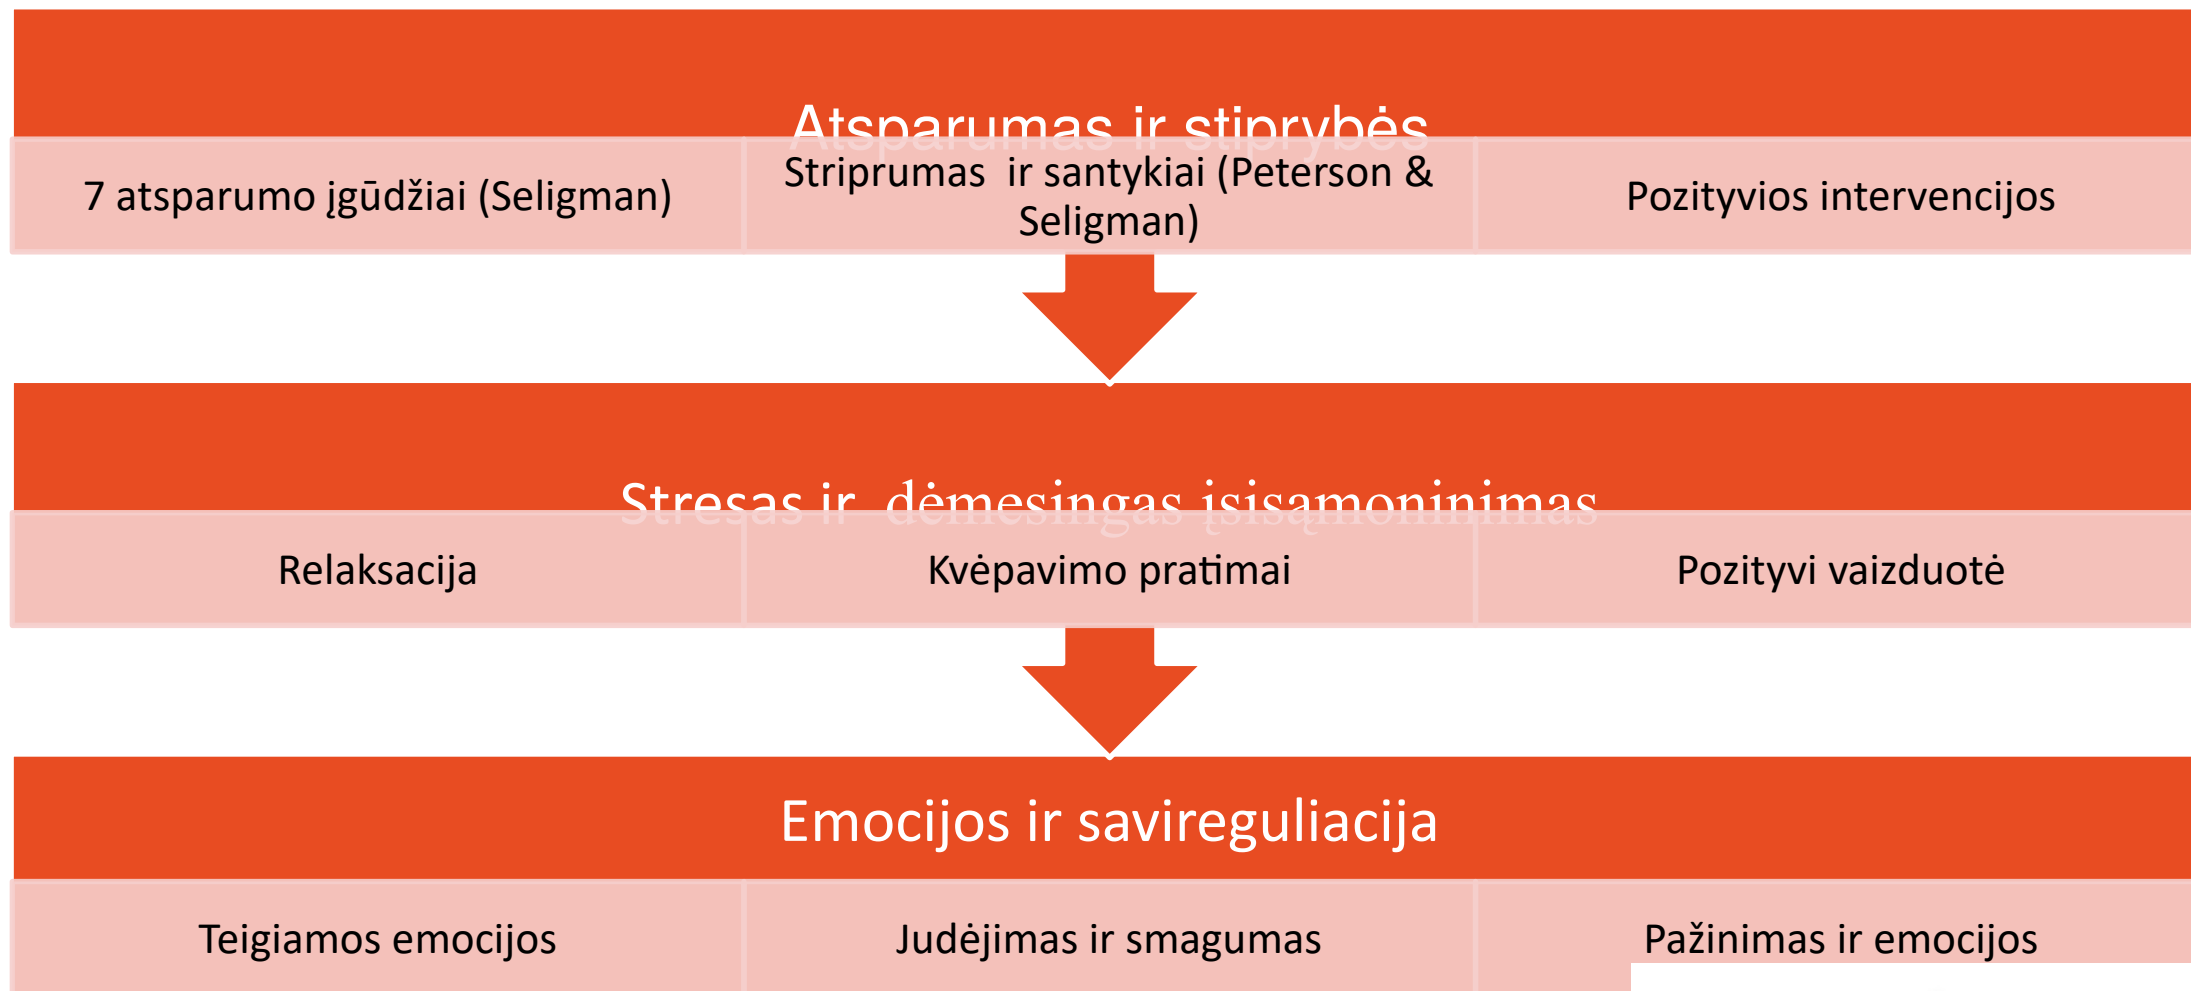 Atsparumas ir stiprybės
7 atsparumo įgūdžiai (Seligman)
Striprumas ir santykiai (Peterson &
Seligman)
Pozityvios intervencijos
Stresas ir dėmesingas įsisąmoninimas
Relaksacija
Kvėpavimo pratimai
Pozityvi vaizduotė
Emocijos ir savireguliacija
Teigiamos emocijos
Judėjimas ir smagumas
Pažinimas ir emocijos